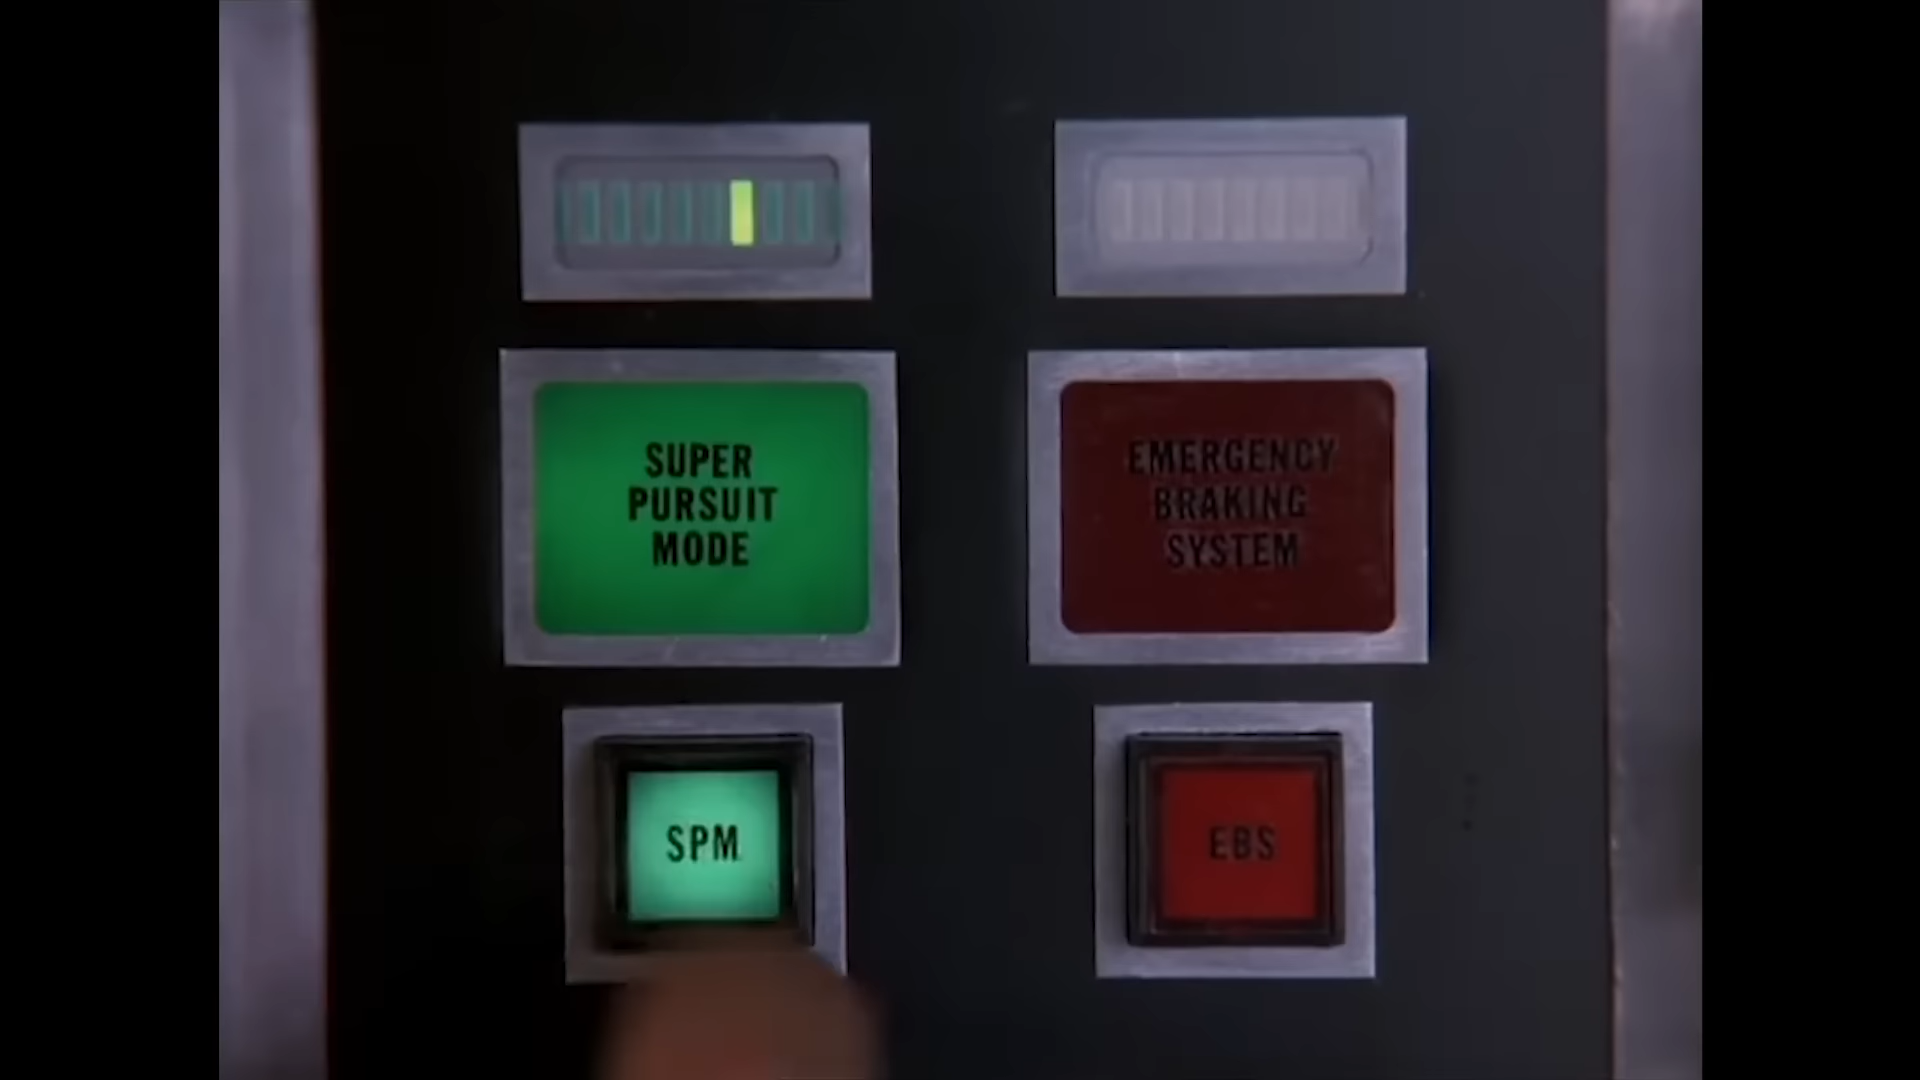 SUPER
PURSUIT
MODE
EMERGENCY
BRAKING
SYSTEM
SPM
EBS